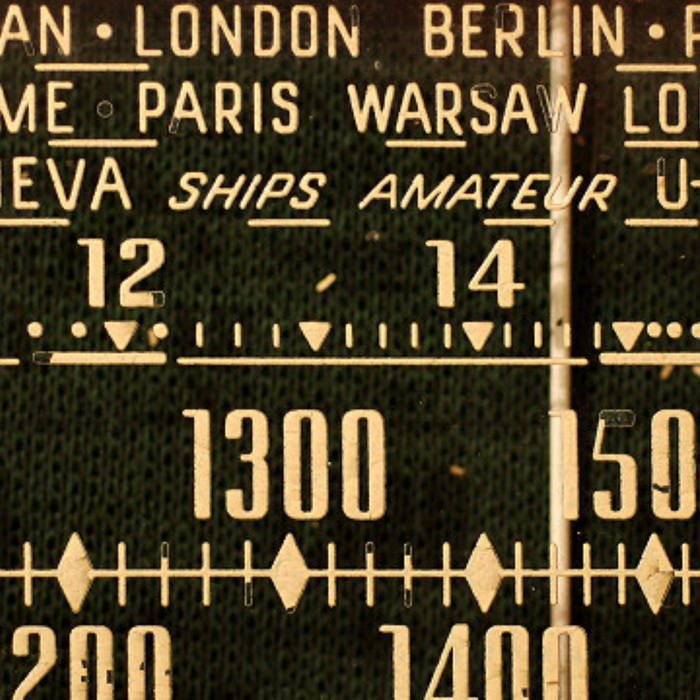 AN • LONDON BERLIN •
ME • PARIS WARSAW LO
EVA SHIPS AMATEUR U-
12 14
1300 150
200 1400